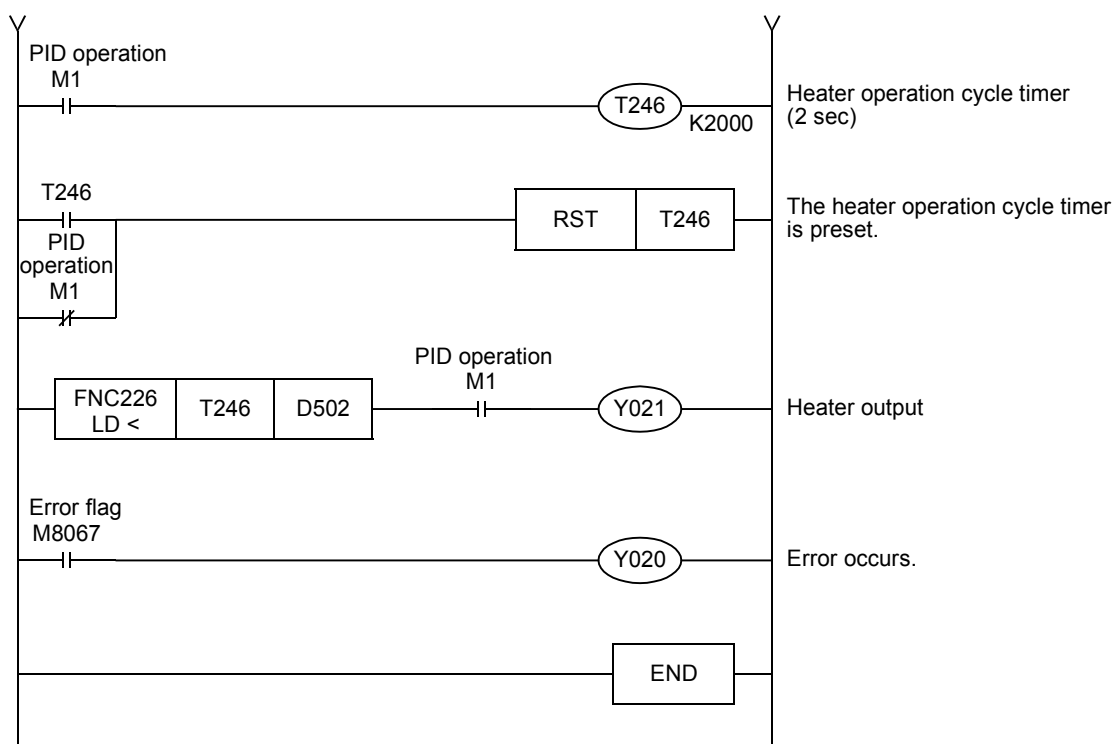 PID operation
M1
T246
K2000
Heater operation cycle timer
(2 sec)
T246
RST
T246
The heater operation cycle timer
is preset.
PID
operation
M1
FNC226
LD <
T246
D502
PID operation
M1
Y021
Heater output
Error flag
M8067
Y020
Error occurs.
END